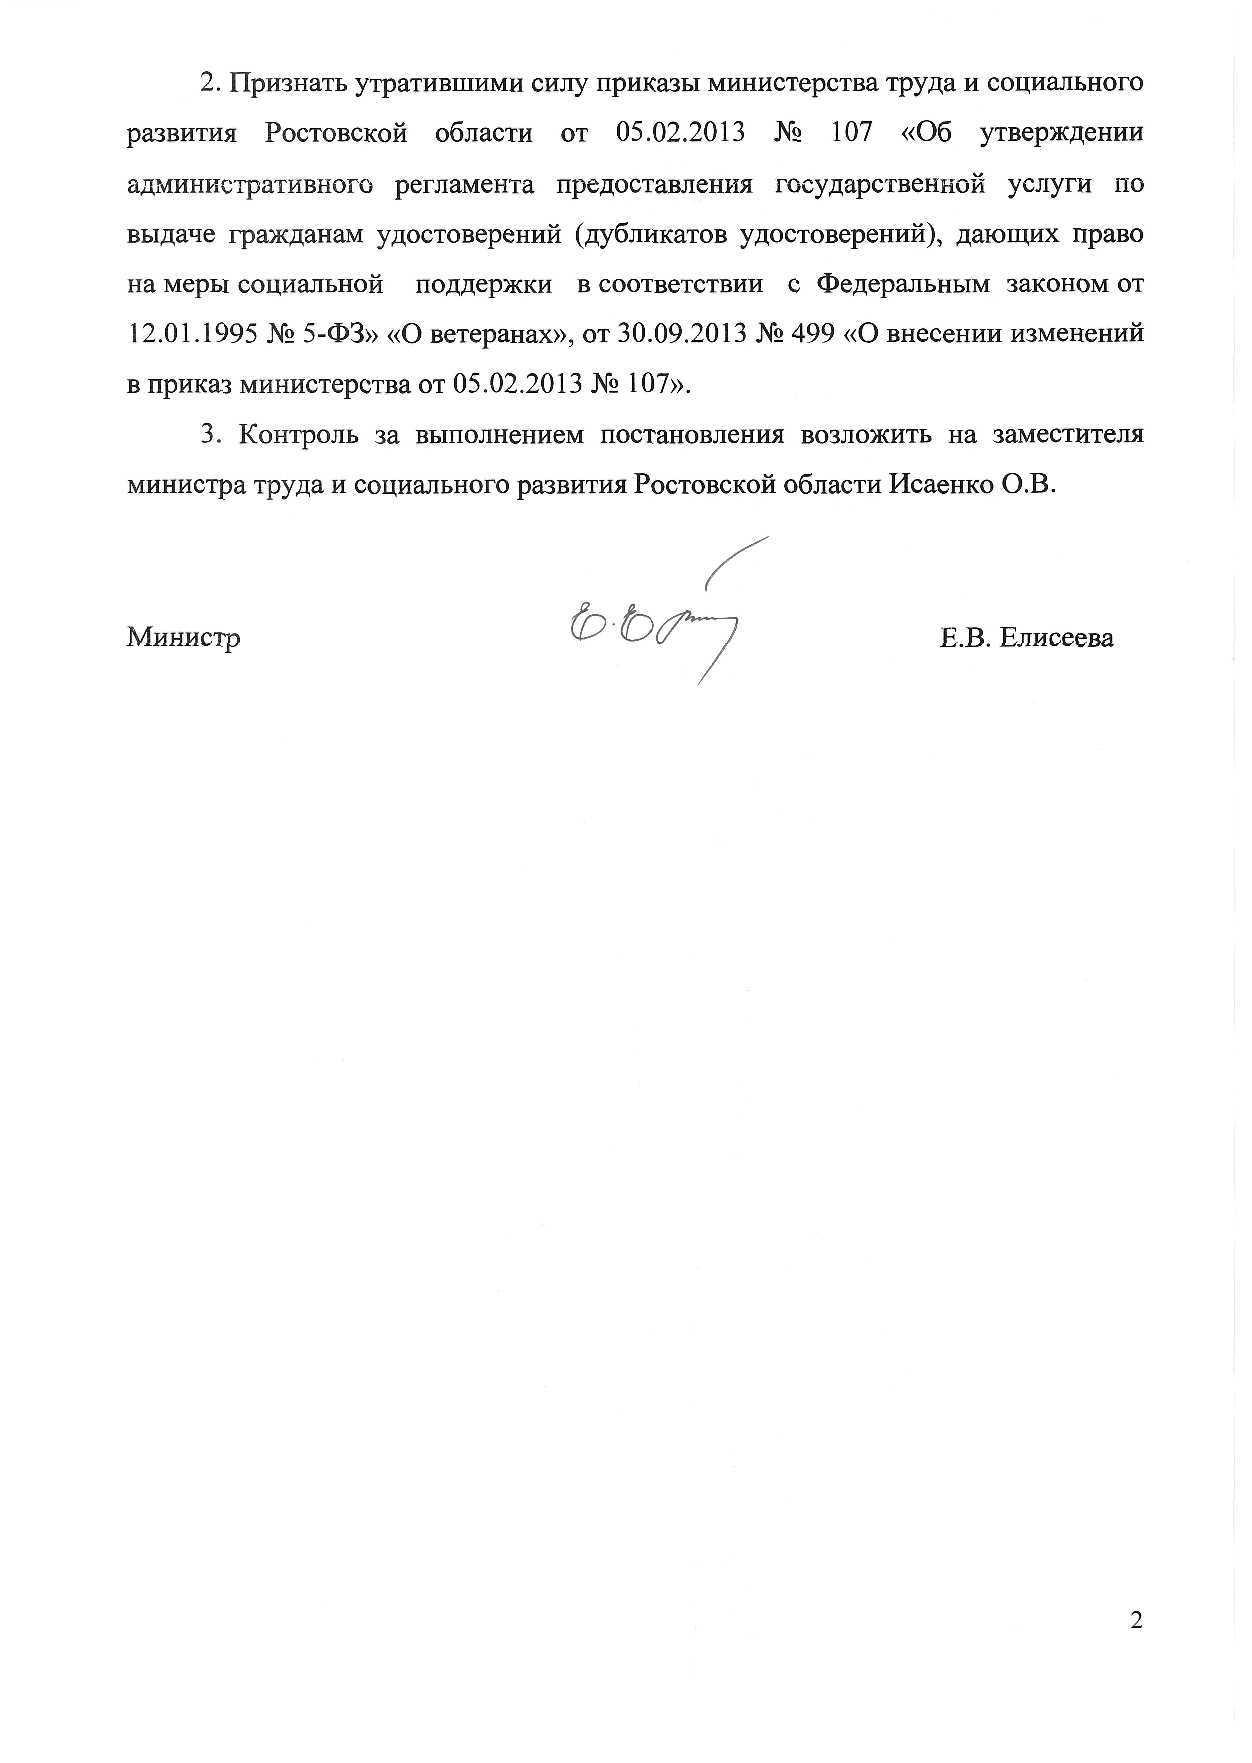 2. Признать утратившими силу приказы министерства труда и социального
развития Ростовской области от 05.02.2013 № 107 «Об утверждении
административного регламента предоставления государственной услуги по
выдаче гражданам удостоверений (дубликатов удостоверений), дающих право
на меры социальной поддержки в соответствии с Федеральным законом от
12.01.1995 № 5-ФЗ» «О ветеранах», от 30.09.2013 № 499 «О внесении изменений
в приказ министерства от 05.02.2013 № 107».
3. Контроль за выполнением постановления возложить на заместителя
министра труда и социального развития Ростовской области Исаенко О.В.
Министр Е.В. Елисеева
2